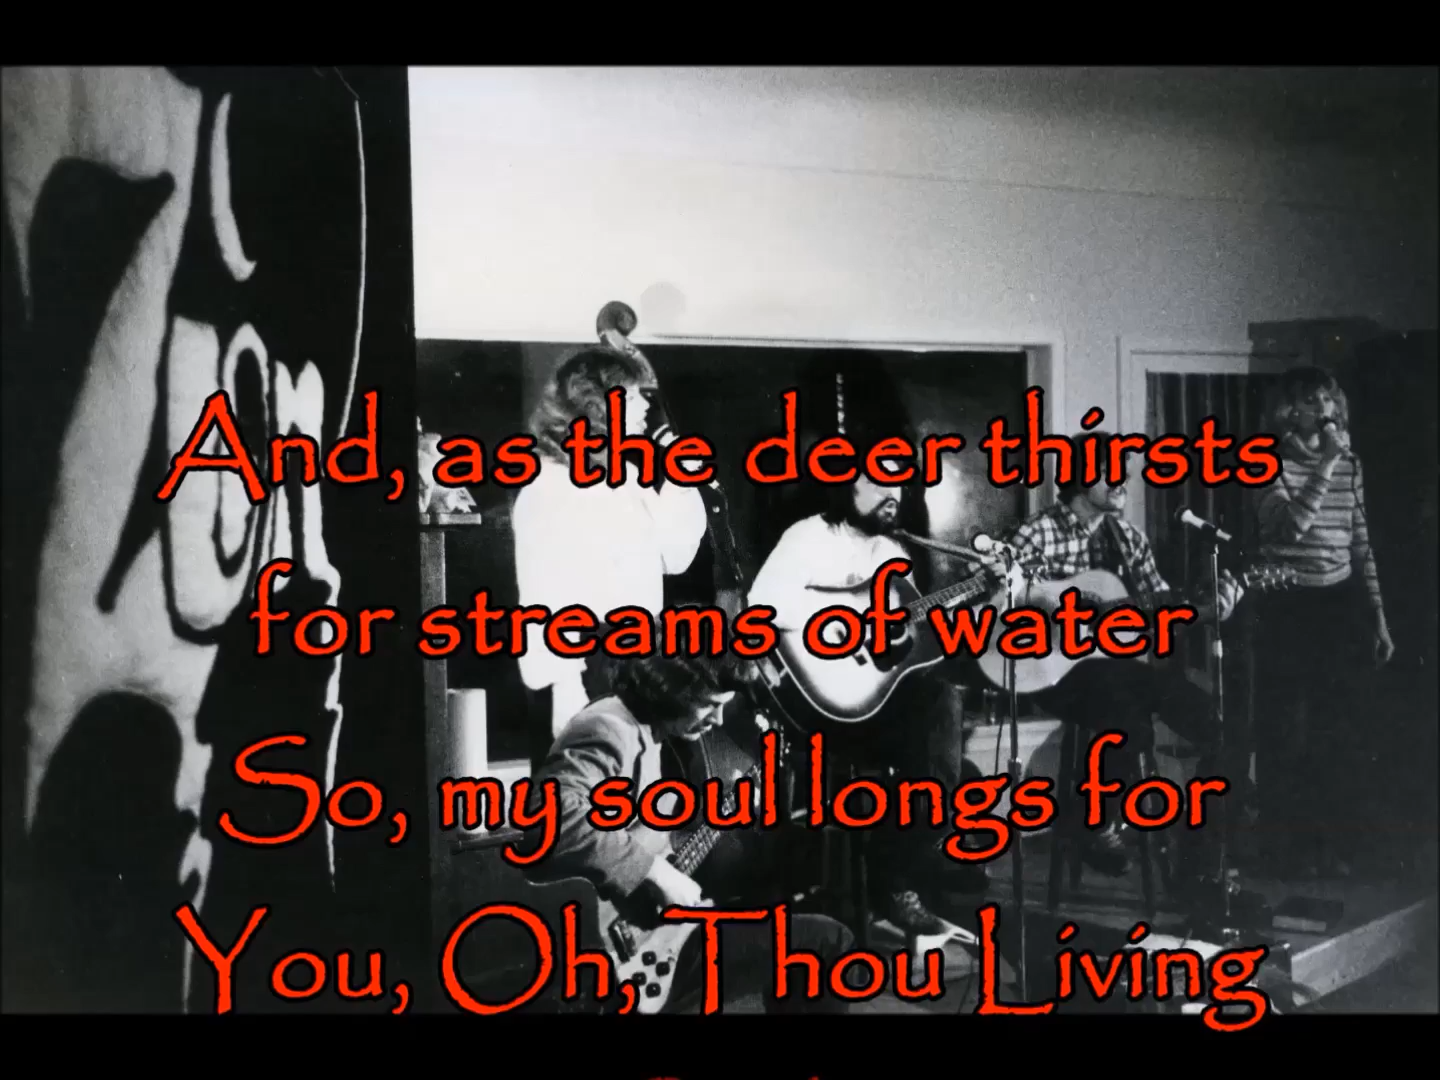 And, as the deer thirsts
for streams of water
So, my soul longs for
You, Oh, Thou Living